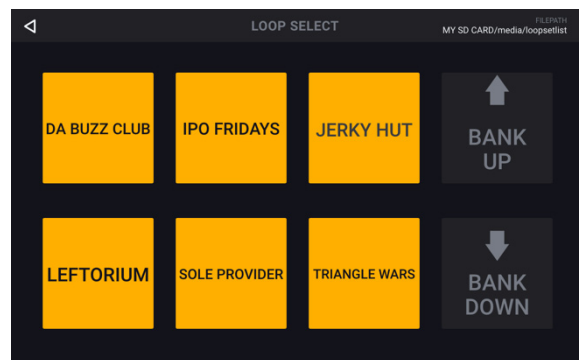 LOOP SELECT
FILEPATH
MY SD CARD/media/loopsetlist
DA BUZZ CLUB
IPO FRIDAYS
JERKY HUT
BANK
UP
LEFTORIUM
SOLE PROVIDER
TRIANGLE WARS
BANK
DOWN